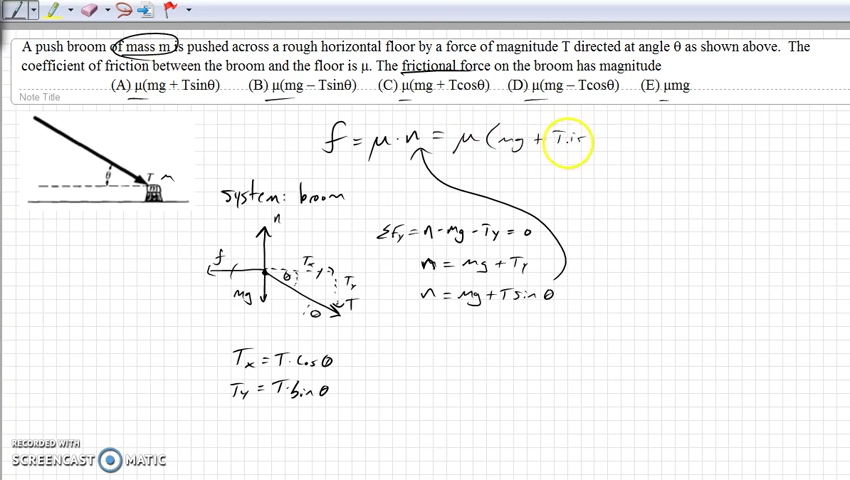 A push broom of mass m is pushed across a rough horizontal floor by a force of magnitude T directed at angle θ as shown above. The
coefficient of friction between the broom and the floor is μ. The frictional force on the broom has magnitude
(A) μ(mg + Tsinθ) (B) μ(mg – Tsinθ) (C) μ(mg + Tcosθ) (D) μ(mg – Tcosθ) (E) μmg
Note Title
f = μ · n = μ (mg + T.
T m
θ
system: broom
n
f
Tx
θ
Ty
mg
T
θ
ΣFy = n - mg - Ty = 0
n = mg + Ty
n = mg + T sin θ
Tx = T · cos θ
Ty = T · sin θ
RECORDED WITH
SCREENCAST MATIC